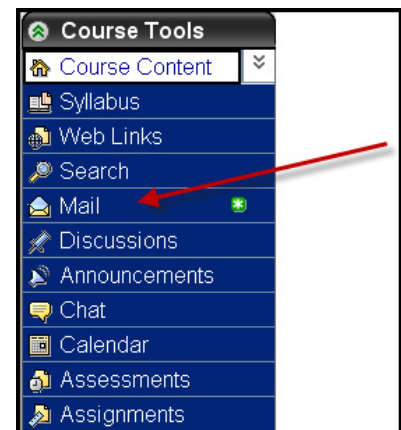 Course Tools
Course Content
Syllabus
Web Links
Search
Mail
Discussions
Announcements
Chat
Calendar
Assessments
Assignments